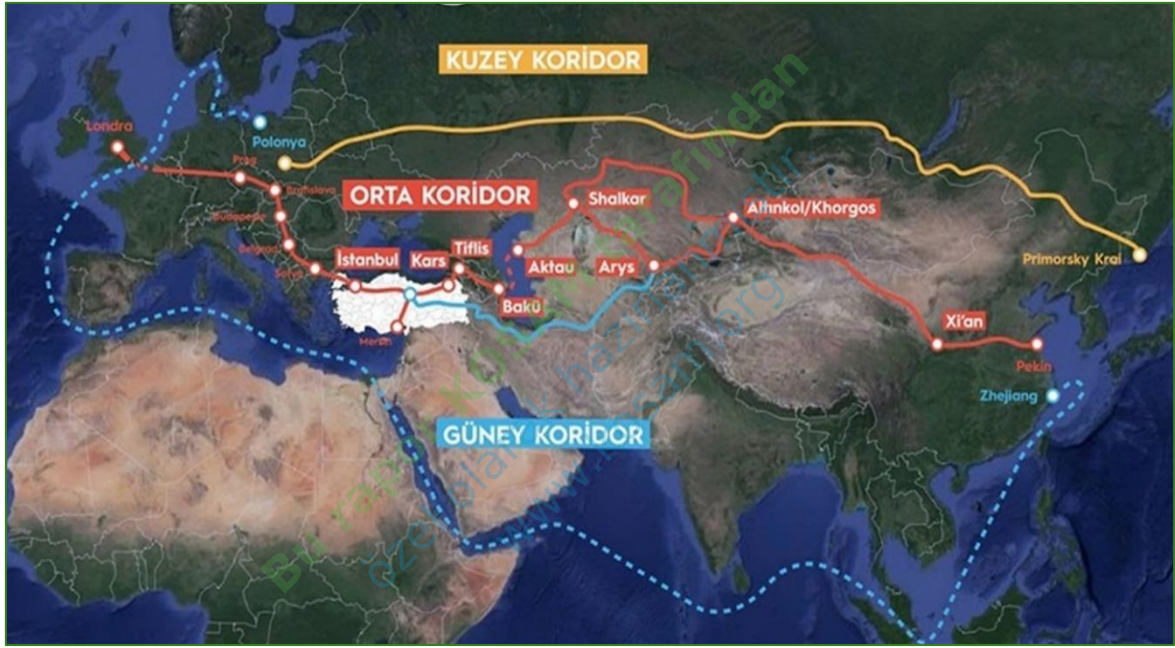 KUZEY KORİDOR
Londra
Polonya
Prag
Bratislava
ORTA KORİDOR
Shalkar
Altınkol/Khorgos
Budapeşte
Belgrad
Sofya
İstanbul
Kars
Tiflis
Aktau
Arys
Primorsky Krai
Bakü
Mersin
Xi'an
Pekin
Zhejiang
GÜNEY KORİDOR